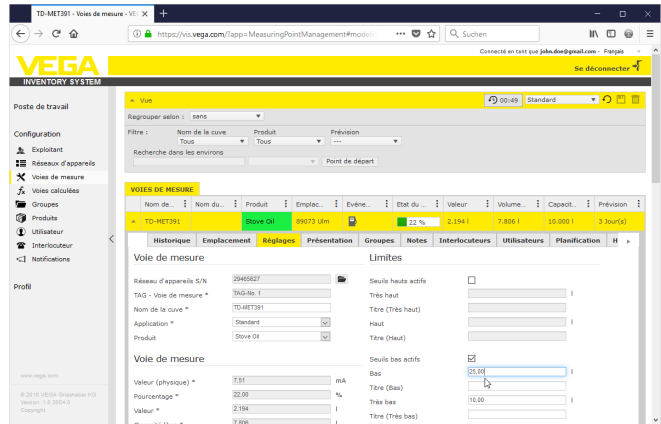 TD-MET391 - Voies de mesure - VE
https://via.vega.com/?app=MeasuringPointManagement#model
Suchen
Connecté en tant que john.doe@gmail.com - Français
VEGA
INVENTORY SYSTEM
Se déconnecter
Poste de travail
Configuration
Exploitant
Réseaux d'appareils
Voies de mesure
Voies calculées
Groupes
Produits
Utilisateur
Interlocuteur
Notifications
Profil
www.vega.com
© 2018 VEGA Grieshaber KG
Copyright
Vue
00:49
Standard
Regrouper selon :
sans
Filtre :
Nom de la cuve
Produit
Prévision
Tous
Tous
---
Recherche dans les environs
Point de départ
VOIES DE MESURE
Nom de... Nom du... Produit Emplac... Evéne... Etat du ... Valeur Volume... Capacit... Prévision
TD-MET391 Stove Oil 89073 Ulm 22 % 2.194 l 7.806 l 10.000 l 3 Jour(s)
Historique Emplacement Réglages Présentation Groupes Notes Interlocuteurs Utilisateurs Planification H
Voie de mesure
Réseau d'appareils S/N 29465827
TAG - Voie de mesure * TAG-No. 1
Nom de la cuve * TD-MET391
Application * Standard
Produit Stove Oil
Voie de mesure
Valeur (physique) * 7,51 mA
Pourcentage * 22,00 %
Valeur * 2.194 l
7.806 l
Limites
Seuils hauts actifs
Très haut l
Titre (Très haut)
Haut l
Titre (Haut)
Seuils bas actifs
Bas 25,00 l
Titre (Bas)
Très bas 10,00 l
Titre (Très bas)